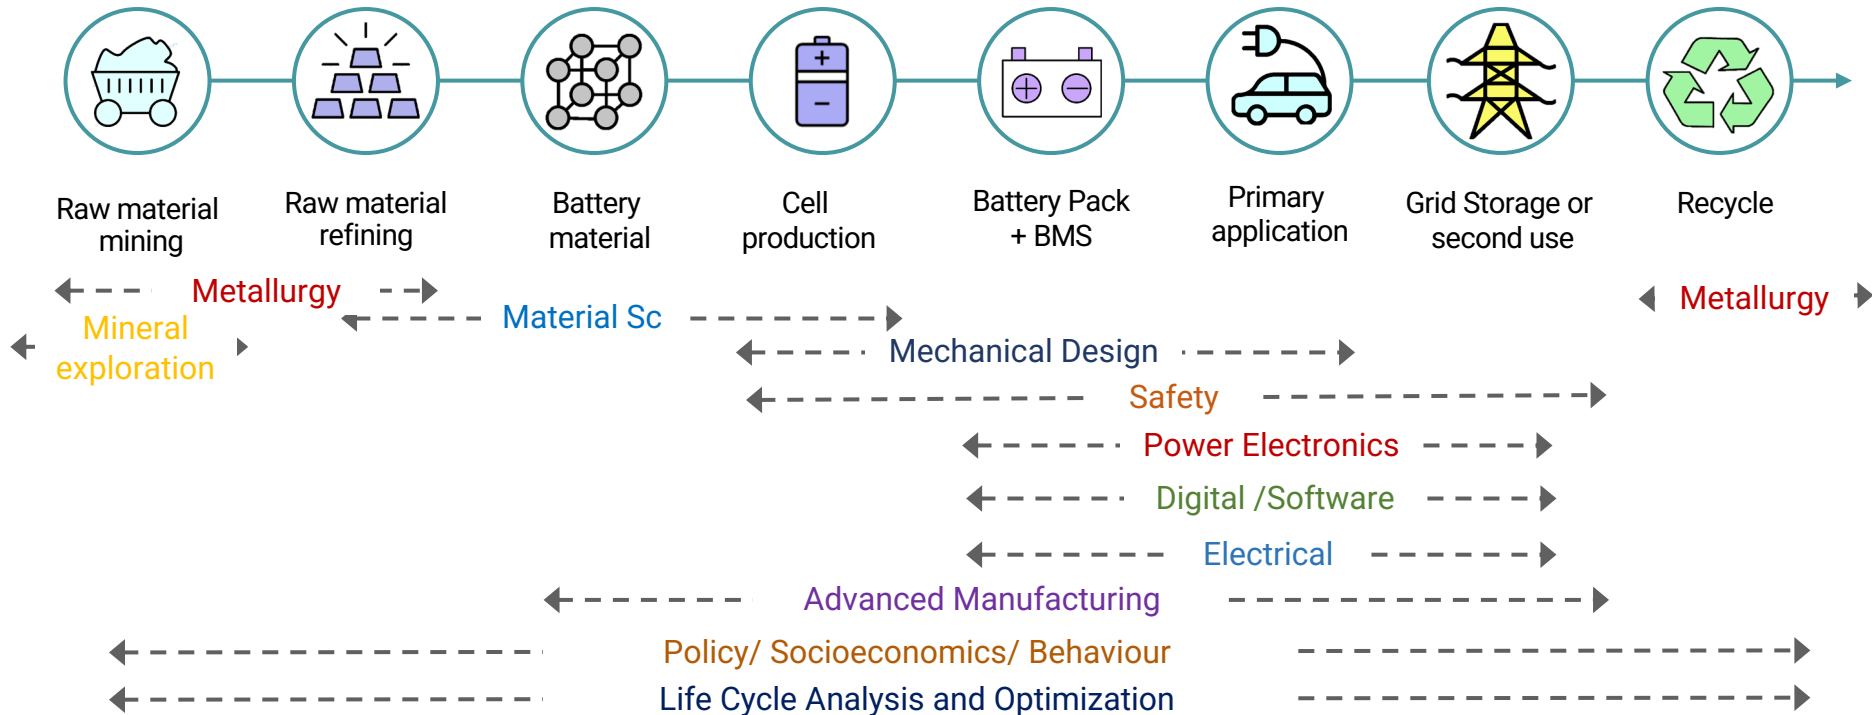 Raw material
mining
Raw material
refining
Battery
material
Cell
production
Battery Pack
+ BMS
Primary
application
Grid Storage or
second use
Recycle
Metallurgy
Metallurgy
Mineral
exploration
Material Sc
Mechanical Design
Safety
Power Electronics
Digital /Software
Electrical
Advanced Manufacturing
Policy/ Socioeconomics/ Behaviour
Life Cycle Analysis and Optimization